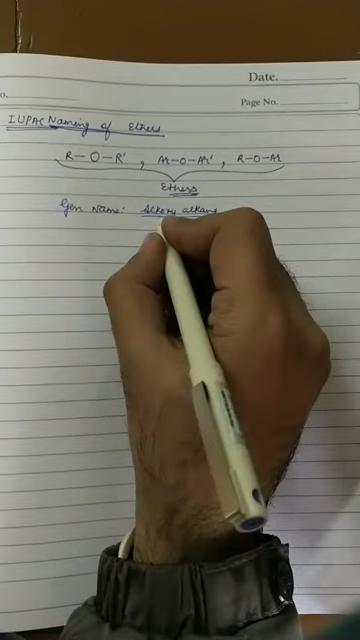 Date.
Page No.
IUPAC Naming of Ethers
R-O-R', Ar-O-Ar', R-O-Ar
Ethers
Gen Name: Alkoxy alkane